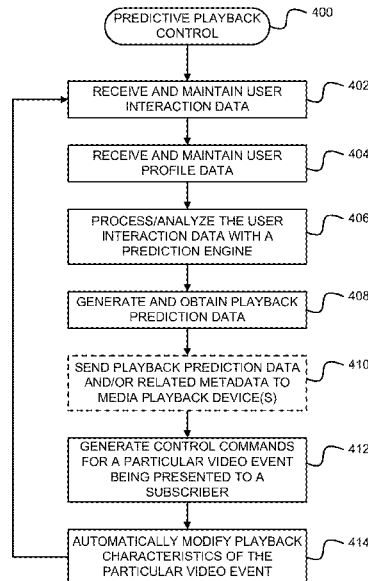 PREDICTIVE PLAYBACK
CONTROL
400
RECEIVE AND MAINTAIN USER
INTERACTION DATA
402
RECEIVE AND MAINTAIN USER
PROFILE DATA
404
PROCESS/ANALYZE THE USER
INTERACTION DATA WITH A
PREDICTION ENGINE
406
GENERATE AND OBTAIN PLAYBACK
PREDICTION DATA
408
SEND PLAYBACK PREDICTION DATA
AND/OR RELATED METADATA TO
MEDIA PLAYBACK DEVICE(S)
410
GENERATE CONTROL COMMANDS
FOR A PARTICULAR VIDEO EVENT
BEING PRESENTED TO A
SUBSCRIBER
412
AUTOMATICALLY MODIFY PLAYBACK
CHARACTERISTICS OF THE
PARTICULAR VIDEO EVENT
414